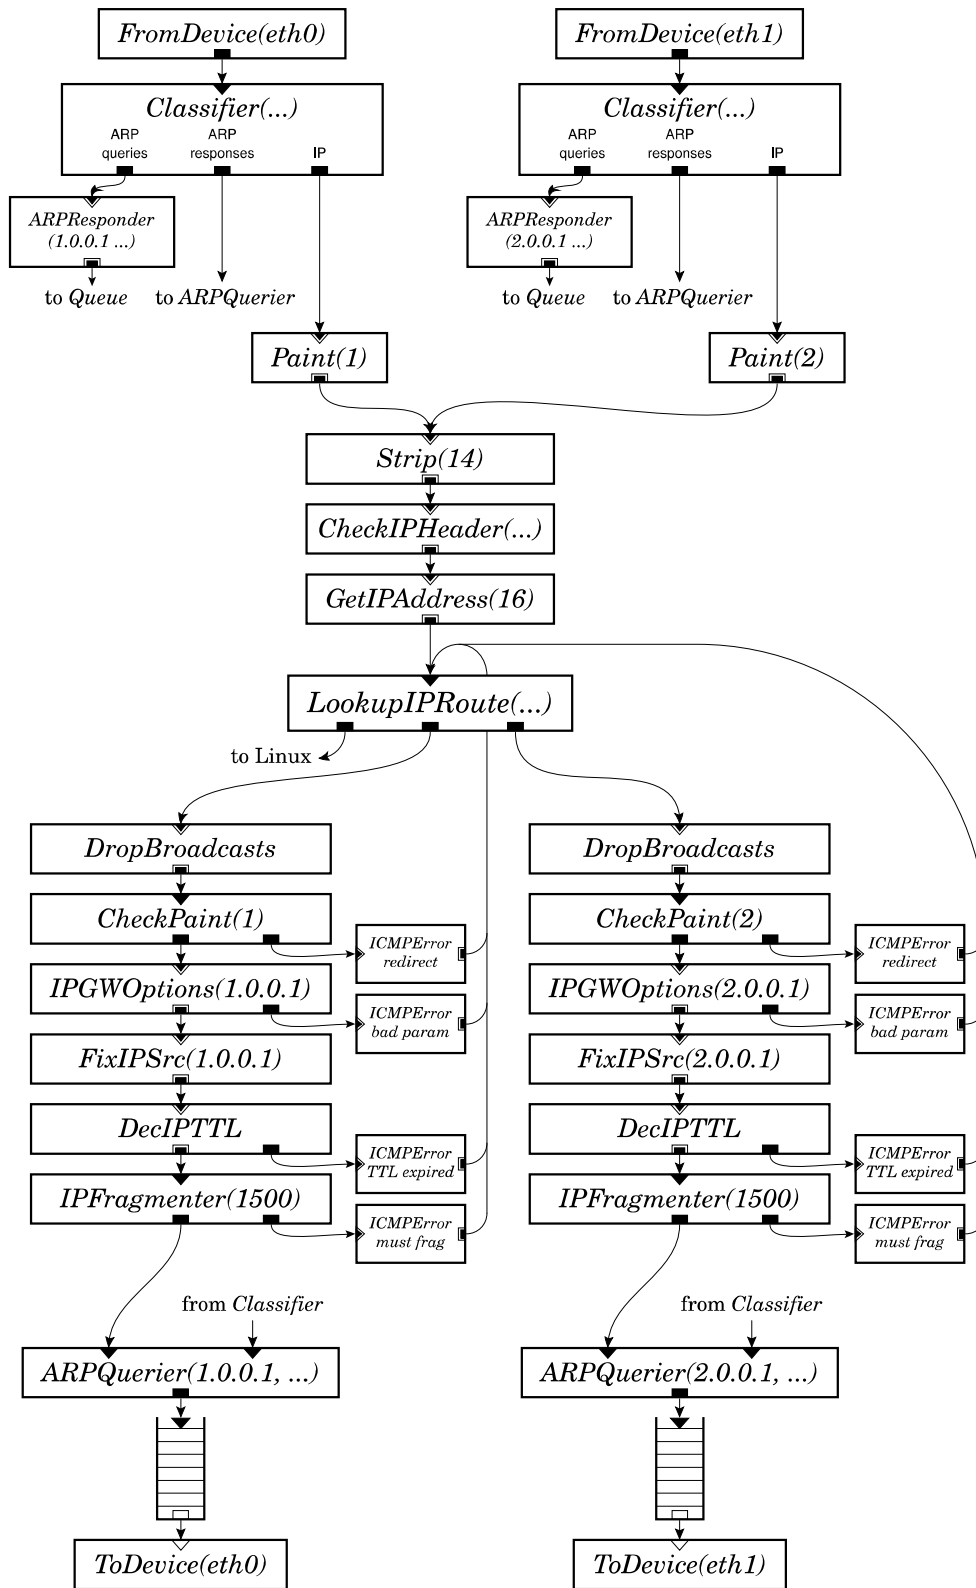 FromDevice(eth0)
FromDevice(eth1)
Classifier(...)
ARP
queries
ARP
responses
IP
Classifier(...)
ARP
queries
ARP
responses
IP
ARPResponder
(1.0.0.1 ...)
ARPResponder
(2.0.0.1 ...)
to Queue
to ARPQuerier
to Queue
to ARPQuerier
Paint(1)
Paint(2)
Strip(14)
CheckIPHeader(...)
GetIPAddress(16)
LookupIPRoute(...)
to Linux
DropBroadcasts
CheckPaint(1)
ICMPError
redirect
IPGWOptions(1.0.0.1)
ICMPError
bad param
FixIPSrc(1.0.0.1)
DecIPTTL
ICMPError
TTL expired
IPFragmenter(1500)
ICMPError
must frag
from Classifier
ARPQuerier(1.0.0.1, ...)
ToDevice(eth0)
DropBroadcasts
CheckPaint(2)
ICMPError
redirect
IPGWOptions(2.0.0.1)
ICMPError
bad param
FixIPSrc(2.0.0.1)
DecIPTTL
ICMPError
TTL expired
IPFragmenter(1500)
ICMPError
must frag
from Classifier
ARPQuerier(2.0.0.1, ...)
ToDevice(eth1)